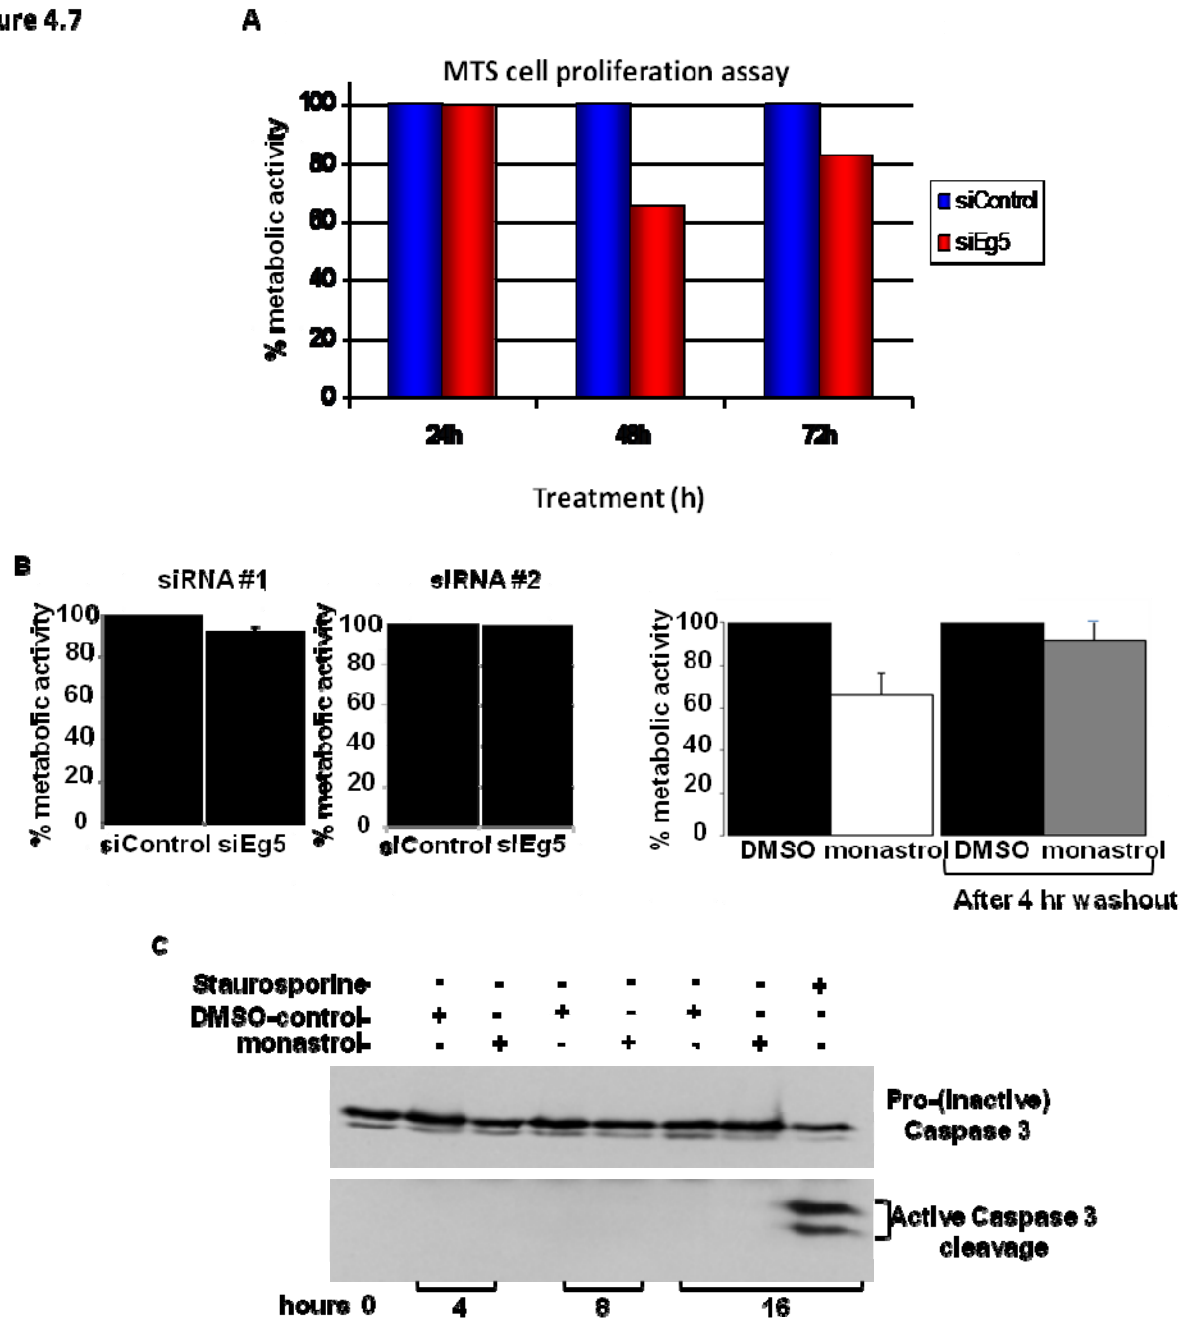 ure 4.7
A
MTS cell proliferation assay
% metabolic activity
100
80
60
40
20
0
24h
48h
72h
Treatment (h)
siControl
siEg5
B
siRNA #1
% metabolic activity
100
80
60
40
20
0
siControl siEg5
siRNA #2
% metabolic activity
100
80
60
40
20
0
siControl siEg5
% metabolic activity
100
80
60
40
20
0
DMSO monastrol DMSO monastrol
After 4 hr washout
C
Staurosporine - - - - - - - +
DMSO-control - + - + - + - -
monastrol - - + - + - + -
Pro-(inactive)
Caspase 3
Active Caspase 3
cleavage
hours 0 4 8 16